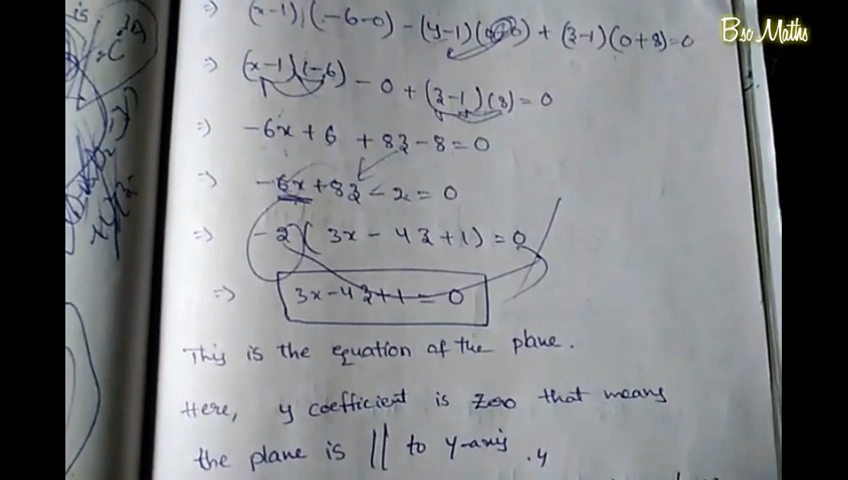 Bsc Maths
⇒ (x-1)(-6-0) - (y-1)( ) + (z-1)(0+8)=0
⇒ (x-1)(-6) - 0 + (z-1)(8) = 0
⇒ -6x + 6 + 8z - 8 = 0
⇒ -6x + 8z - 2 = 0
⇒ -2(3x - 4z + 1) = 0
⇒ 3x - 4z + 1 = 0
This is the equation of the plane.
Here, y coefficient is zero that means
the plane is || to y-axis. y
is